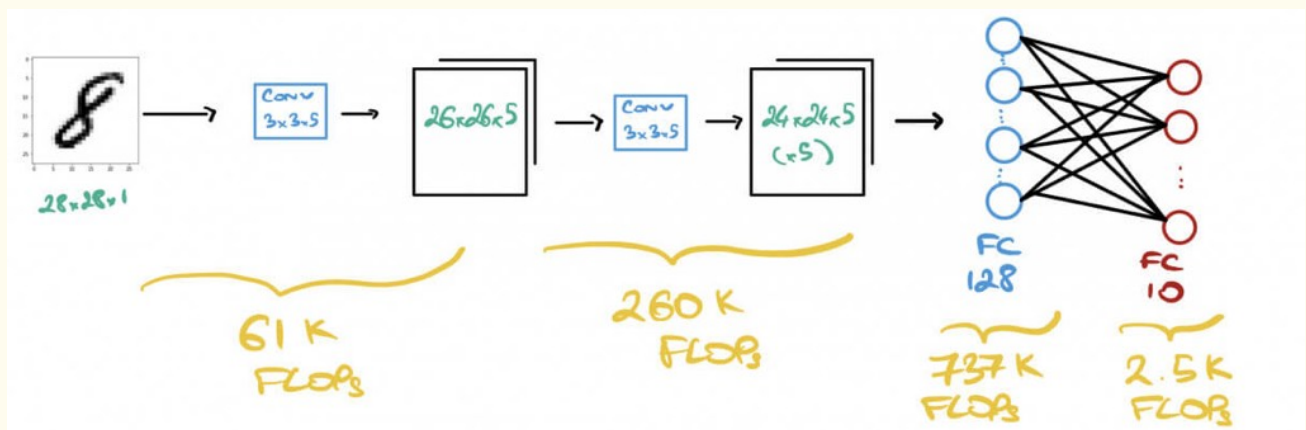 28x28x1
CONV
3x3x5
26x26x5
CONV
3x3x5
24x24x5
(x5)
FC
128
FC
10
61 K
FLOPs
260 K
FLOPs
737 K
FLOPs
2.5 K
FLOPs